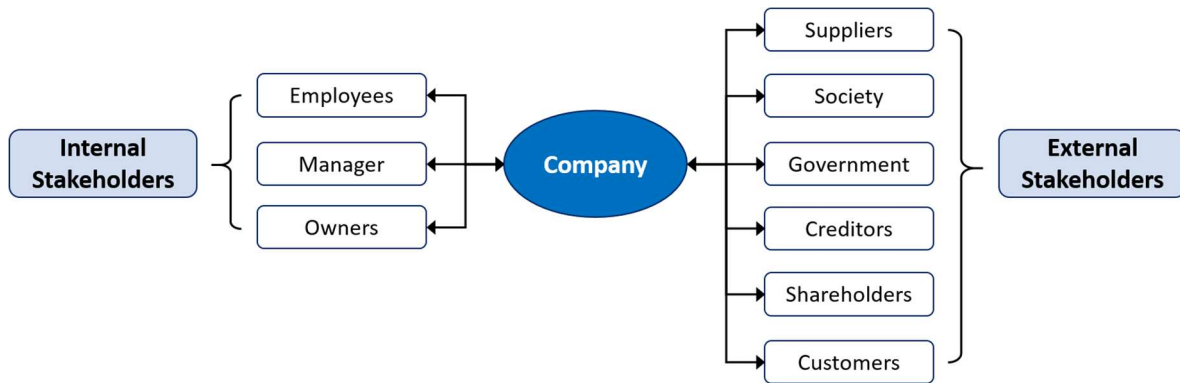 Internal
Stakeholders
Employees
Manager
Owners
Company
Suppliers
Society
Government
Creditors
Shareholders
Customers
External
Stakeholders